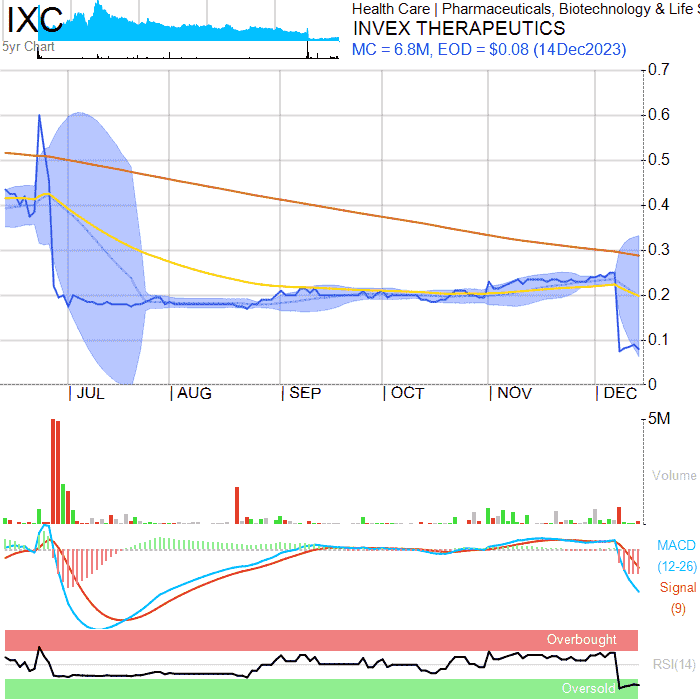 IXC
5yr Chart
Health Care | Pharmaceuticals, Biotechnology & Life
INVEX THERAPEUTICS
MC = 6.8M, EOD = $0.08 (14Dec2023)
0.7
0.6
0.5
0.4
0.3
0.2
0.1
0
| JUL | AUG | SEP | OCT | NOV | DEC
5M
Volume
MACD
(12-26)
Signal
(9)
Overbought
RSI(14)
Oversold